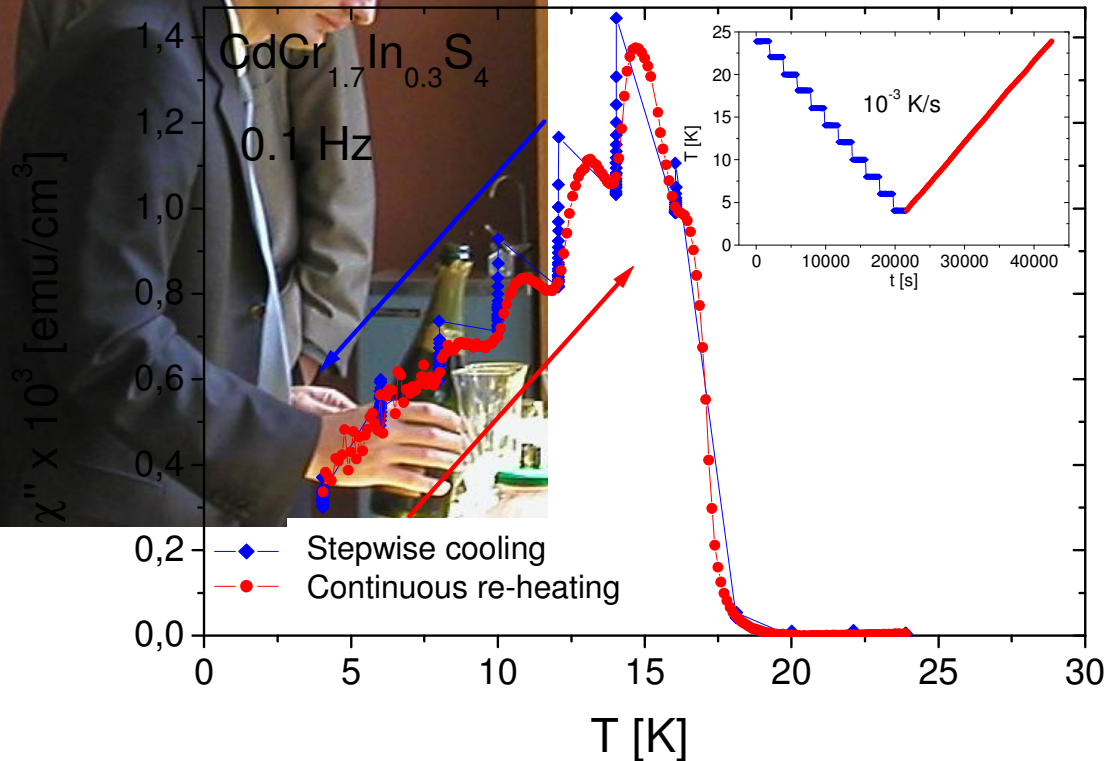 CdCr1.7In0.3S4
0.1 Hz
χ'' x 10³ [emu/cm³]
1,4
1,2
1,0
0,8
0,6
0,4
0,2
0,0
0 5 10 15 20 25 30
T [K]
Stepwise cooling
Continuous re-heating
25
20
15
10
5
0
T [K]
10⁻³ K/s
0 10000 20000 30000 40000
t [s]